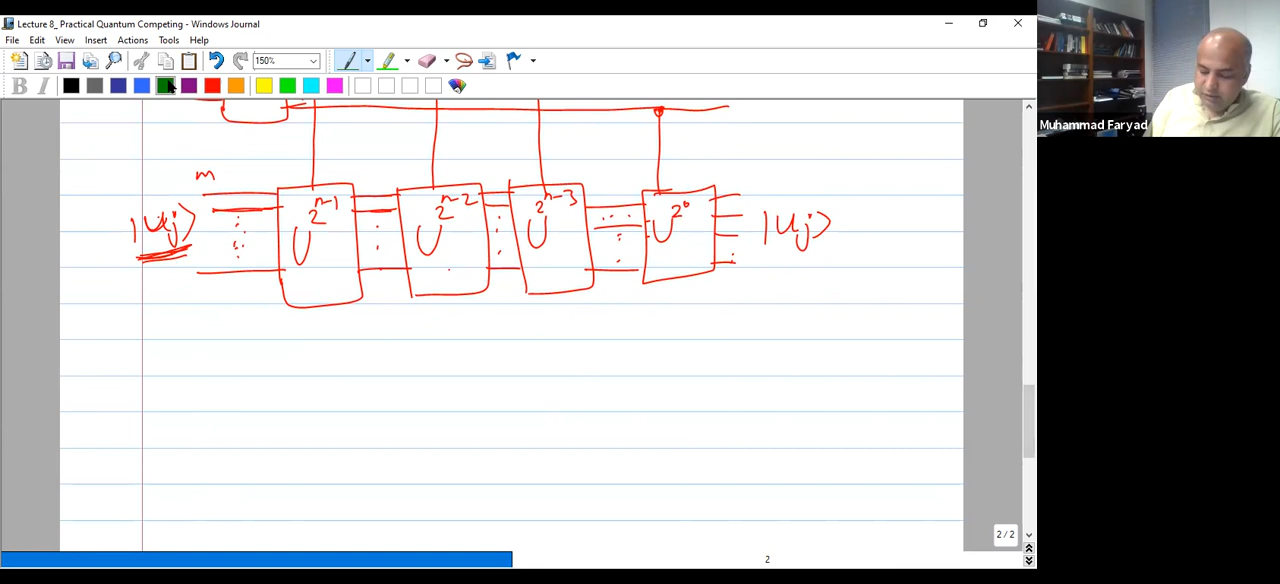 Lecture 8_ Practical Quantum Competing - Windows Journal
File Edit View Insert Actions Tools Help
150%
B I
Muhammad Faryad
m
|uj⟩ U^2^n-1 U^2^n-2 U^2^n-3 U^2^0 |uj⟩
2 / 2
2